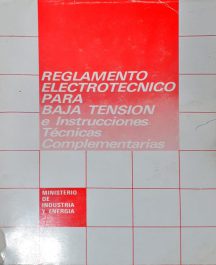 REGLAMENTO
ELECTROTECNICO
PARA
BAJA TENSION
e Instrucciones
Técnicas
Complementarias
MINISTERIO
DE
INDUSTRIA
Y ENERGIA